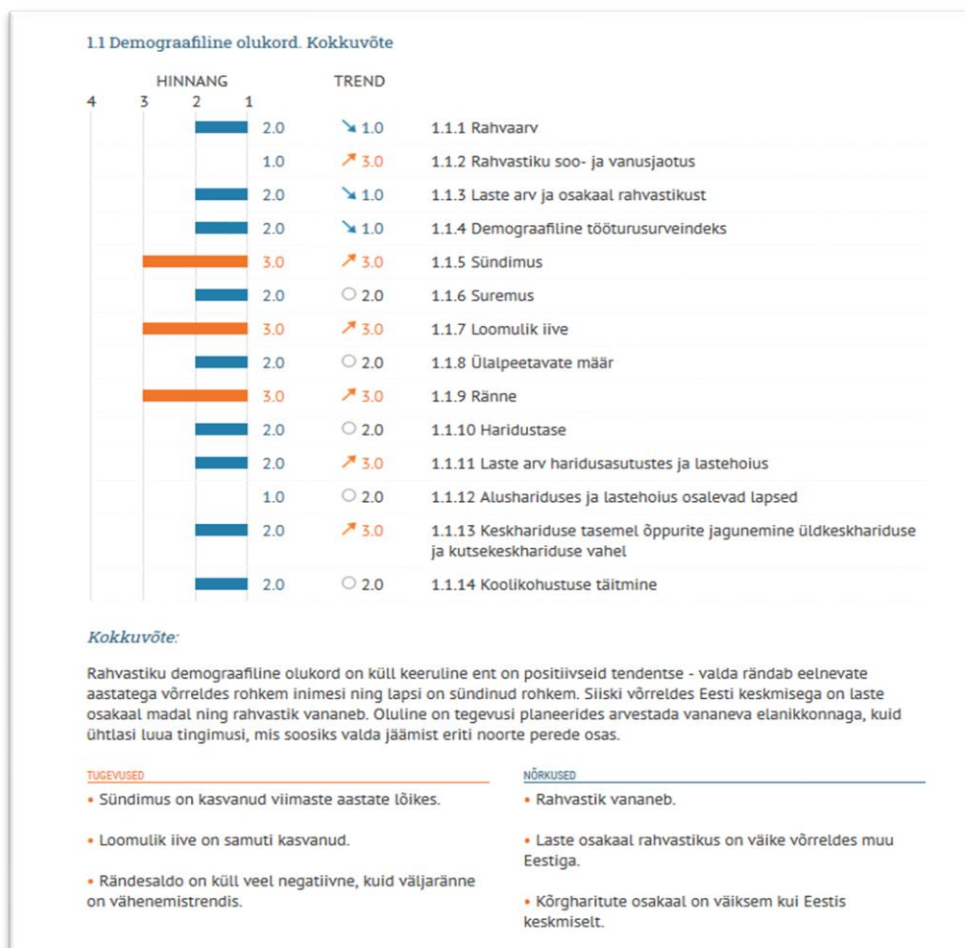 1.1 Demograafiline olukord. Kokkuvõte
HINNANG TREND
4 3 2 1
2.0 ↘ 1.0 1.1.1 Rahvaarv
1.0 ↗ 3.0 1.1.2 Rahvastiku soo- ja vanusjaotus
2.0 ↘ 1.0 1.1.3 Laste arv ja osakaal rahvastikust
2.0 ↘ 1.0 1.1.4 Demograafiline tööturusurveindeks
3.0 ↗ 3.0 1.1.5 Sündimus
2.0 2.0 1.1.6 Suremus
3.0 ↗ 3.0 1.1.7 Loomulik iive
2.0 2.0 1.1.8 Ülalpeetavate määr
3.0 ↗ 3.0 1.1.9 Ränne
2.0 2.0 1.1.10 Haridustase
2.0 ↗ 3.0 1.1.11 Laste arv haridusasutustes ja lastehoius
1.0 2.0 1.1.12 Alushariduses ja lastehoius osalevad lapsed
2.0 ↗ 3.0 1.1.13 Keskhariduse tasemel õppurite jagunemine üldkeskhariduse
ja kutsekeskhariduse vahel
2.0 2.0 1.1.14 Koolikohustuse täitmine
Kokkuvõte:
Rahvastiku demograafiline olukord on küll keeruline ent on positiivseid tendentse - valda rändab eelnevate
aastatega võrreldes rohkem inimesi ning lapsi on sündinud rohkem. Siiski võrreldes Eesti keskmisega on laste
osakaal madal ning rahvastik vananeb. Oluline on tegevusi planeerides arvestada vananeva elanikkonnaga, kuid
ühtlasi luua tingimusi, mis soosiks valda jäämist eriti noorte perede osas.
TUGEVUSED
• Sündimus on kasvanud viimaste aastate lõikes.
• Loomulik iive on samuti kasvanud.
• Rändesaldo on küll veel negatiivne, kuid väljaränne
on vähenemistrendis.
NÕRKUSED
• Rahvastik vananeb.
• Laste osakaal rahvastikus on väike võrreldes muu
Eestiga.
• Kõrgharitute osakaal on väiksem kui Eestis
keskmiselt.